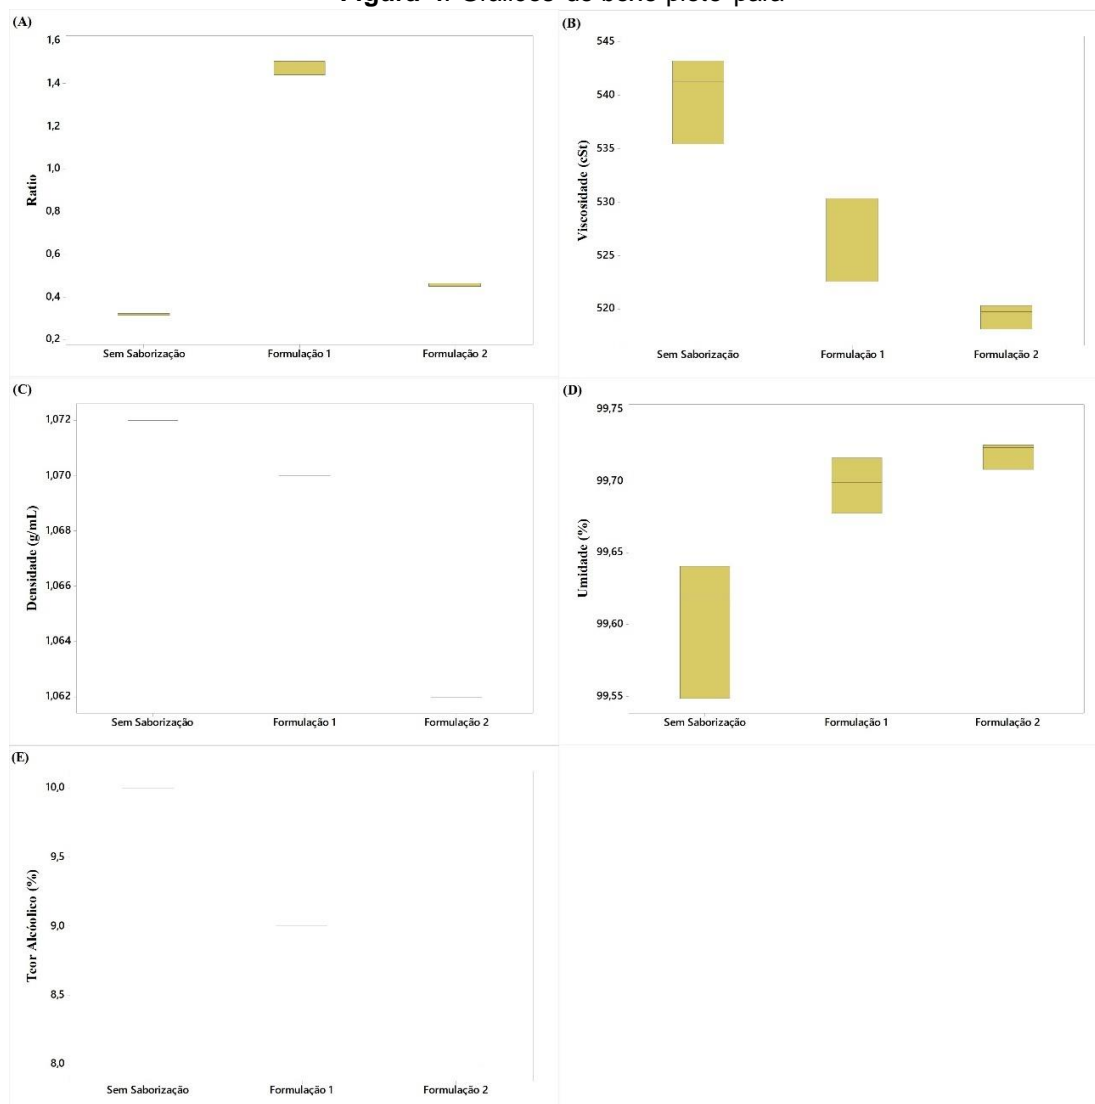 Figura Gráficos de para
(A)
1,6
1,4
1,2
1,0
0,8
0,6
0,4
0,2
Ratio
Sem Saborização Formulação 1 Formulação 2
(B)
545
540
535
530
525
520
Viscosidade (cSt)
Sem Saborização Formulação 1 Formulação 2
(C)
1,072
1,070
1,068
1,066
1,064
1,062
Densidade (g/mL)
Sem Saborização Formulação 1 Formulação 2
(D)
99,75
99,70
99,65
99,60
99,55
Umidade (%)
Sem Saborização Formulação 1 Formulação 2
(E)
10,0
9,5
9,0
8,5
8,0
Teor Alcóolico (%)
Sem Saborização Formulação 1 Formulação 2